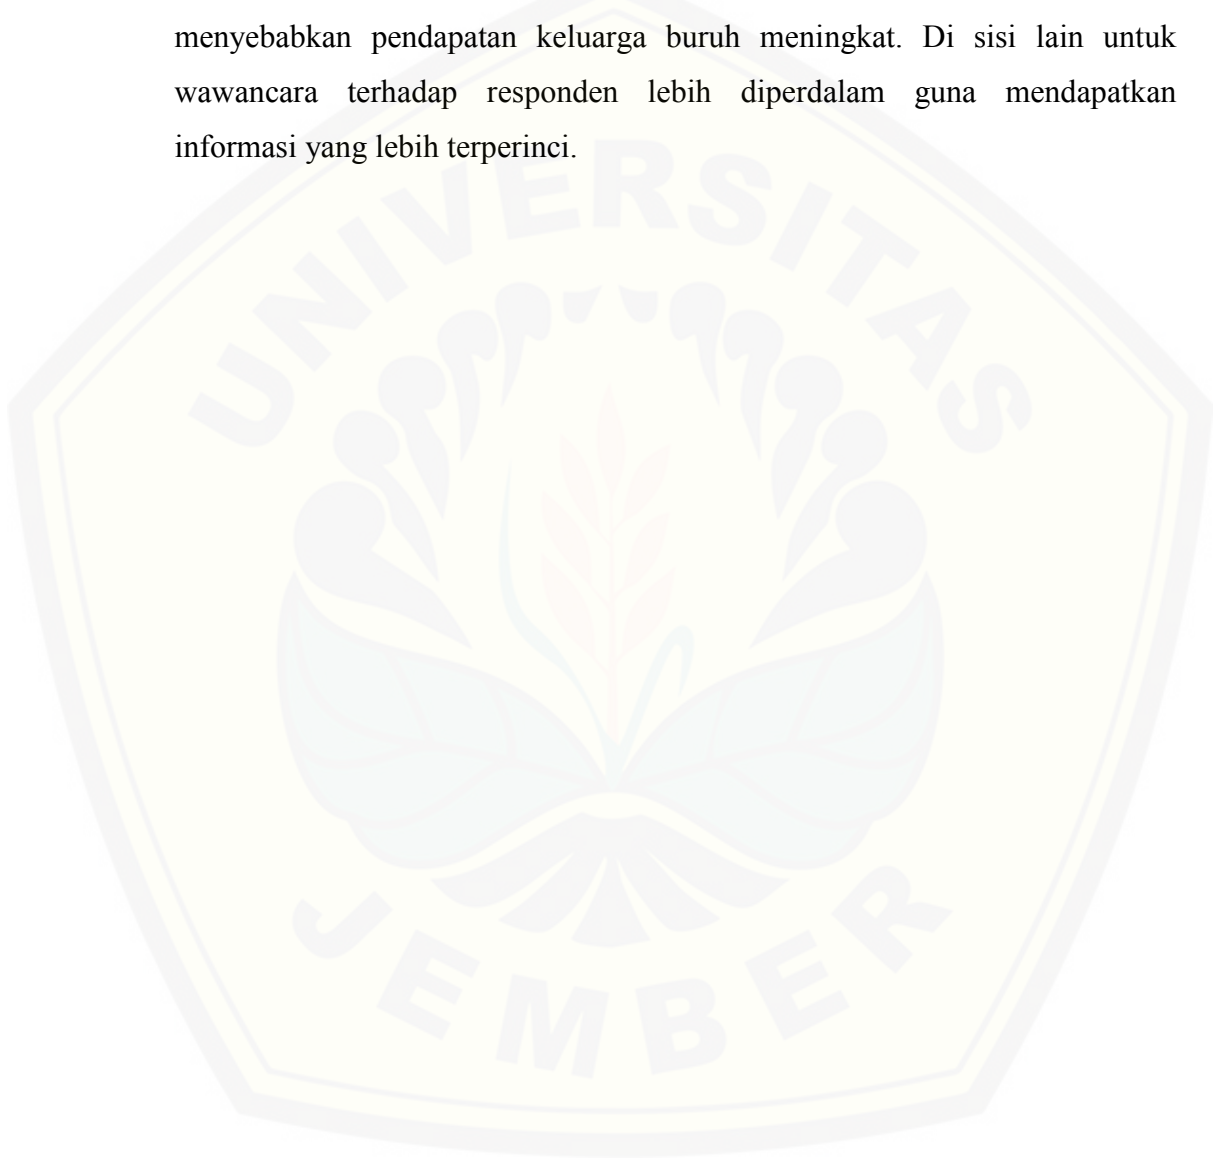 menyebabkan pendapatan keluarga buruh meningkat. Di sisi lain untuk
wawancara terhadap responden lebih diperdalam guna mendapatkan
informasi yang lebih terperinci.
UNIVERSITAS
JEMBER